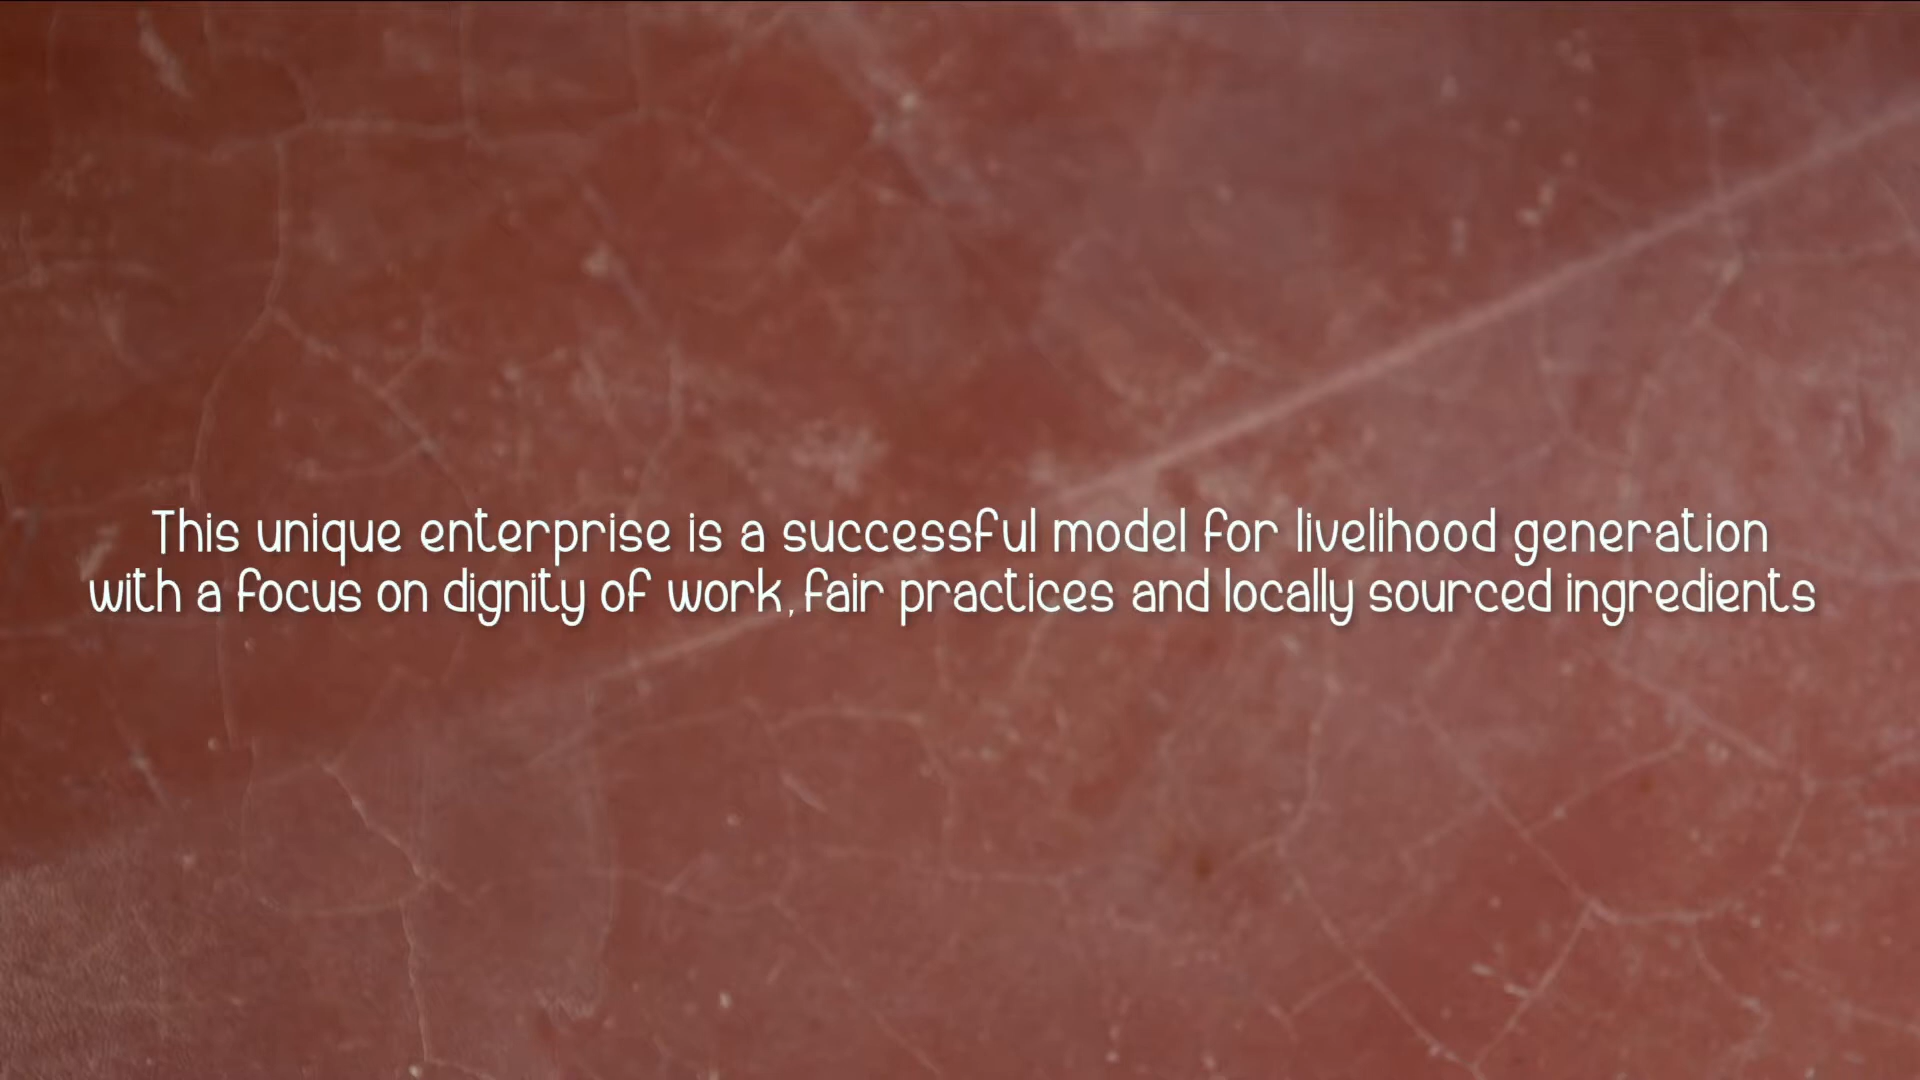 This unique enterprise is a successful model for livelihood generation
with a focus on dignity of work, fair practices and locally sourced ingredients